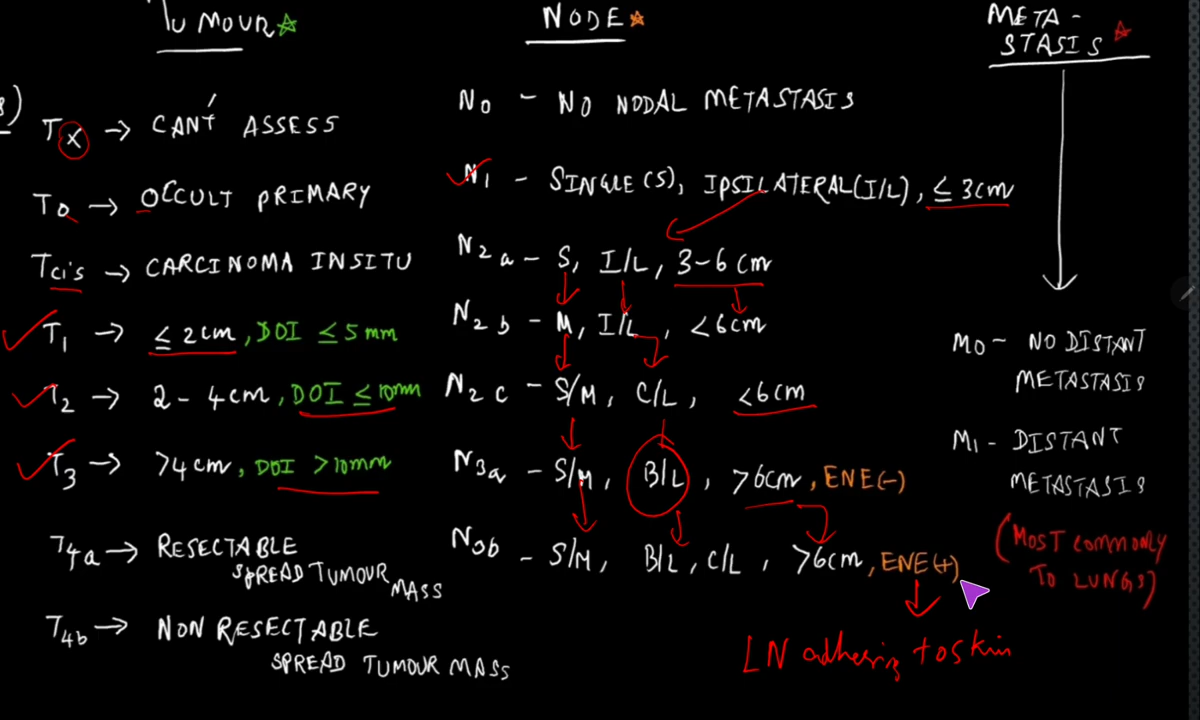 TUMOUR
TX → CAN'T ASSESS
T0 → OCCULT PRIMARY
Tcis → CARCINOMA INSITU
T1 → ≤ 2cm, DOI ≤ 5mm
T2 → 2 - 4cm, DOI ≤ 10mm
T3 → >4cm, DOI >10mm
T4a → RESECTABLE
SPREAD TUMOUR
MASS
T4b → NON RESECTABLE
SPREAD TUMOUR MASS
NODE
N0 - NO NODAL METASTASIS
N1 - SINGLE(S), IPSILATERAL(I/L), ≤ 3cm
N2a - S, I/L, 3-6 cm
N2b - M, I/L, <6cm
N2c - S/M, C/L, <6cm
N3a - S/M, B/L, >6cm, ENE(-)
N3b - S/M, B/L, C/L, >6cm, ENE(+)
LN adhering to skin
META-
STASIS
M0 - NO DISTANT
METASTASIS
M1 - DISTANT
METASTASIS
(MOST COMMONLY
TO LUNGS)